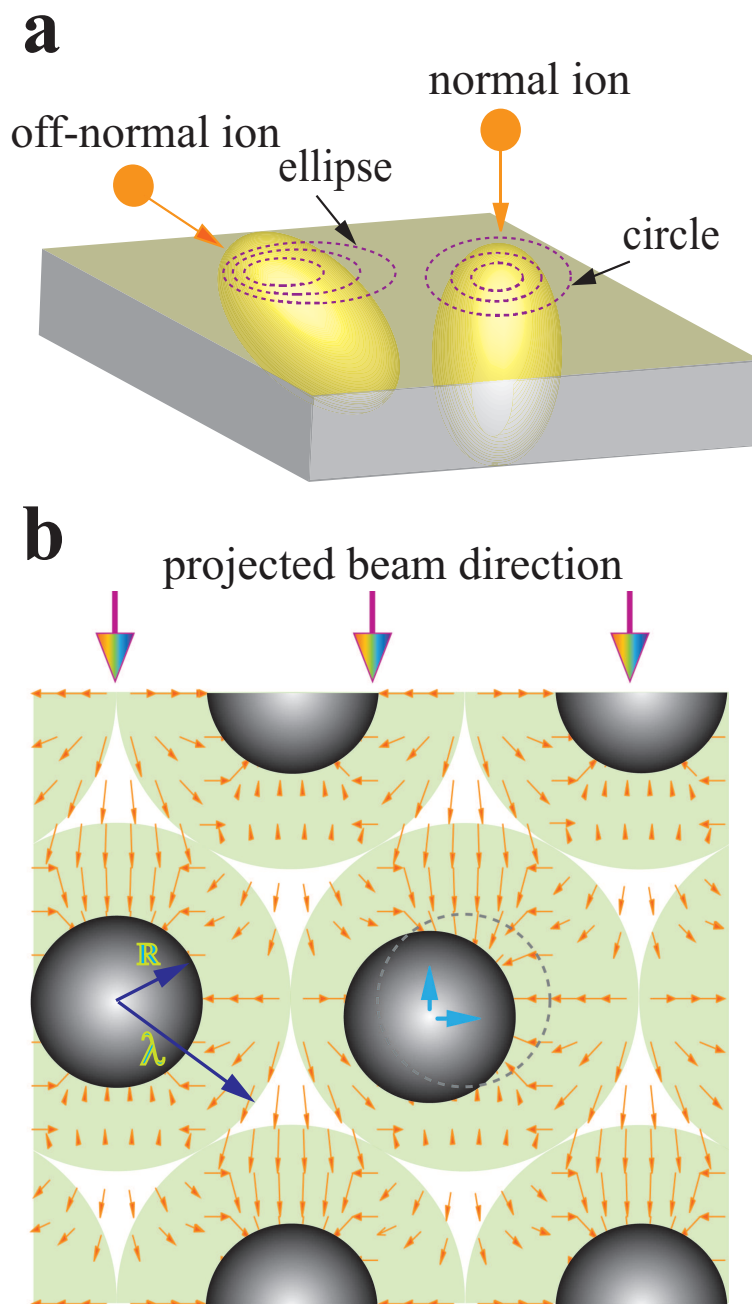 a
normal ion
off-normal ion
ellipse
circle
b
projected beam direction
ℝ
λ